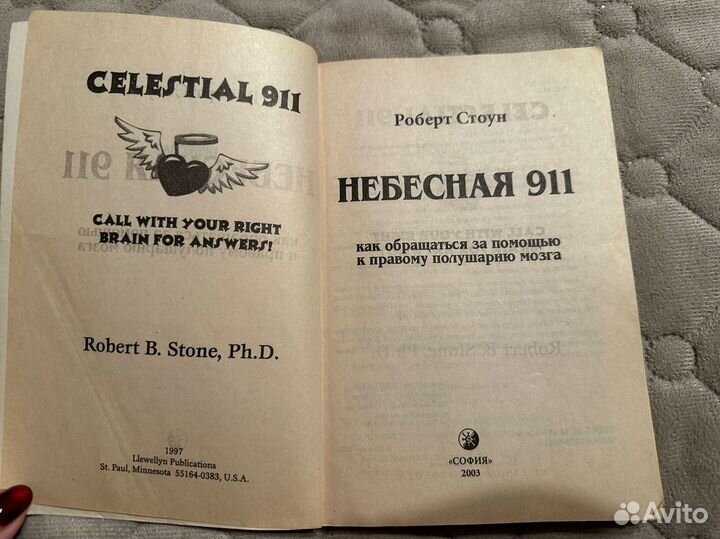 CELESTIAL 911
CALL WITH YOUR RIGHT
BRAIN FOR ANSWERS!
Robert B. Stone, Ph.D.
1997
Llewellyn Publications
St. Paul, Minnesota 55164-0383, U.S.A.
Роберт Стоун
НЕБЕСНАЯ 911
как обращаться за помощью
к правому полушарию мозга
«СОФИЯ»
2003
Avito